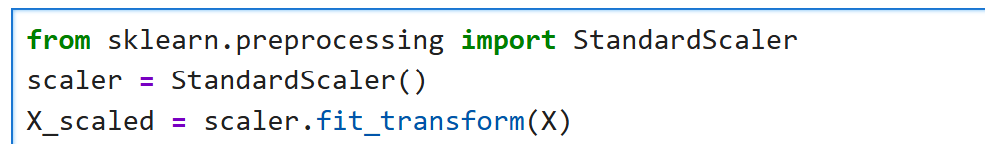 from sklearn.preprocessing import StandardScaler
scaler = StandardScaler()
X_scaled = scaler.fit_transform(X)